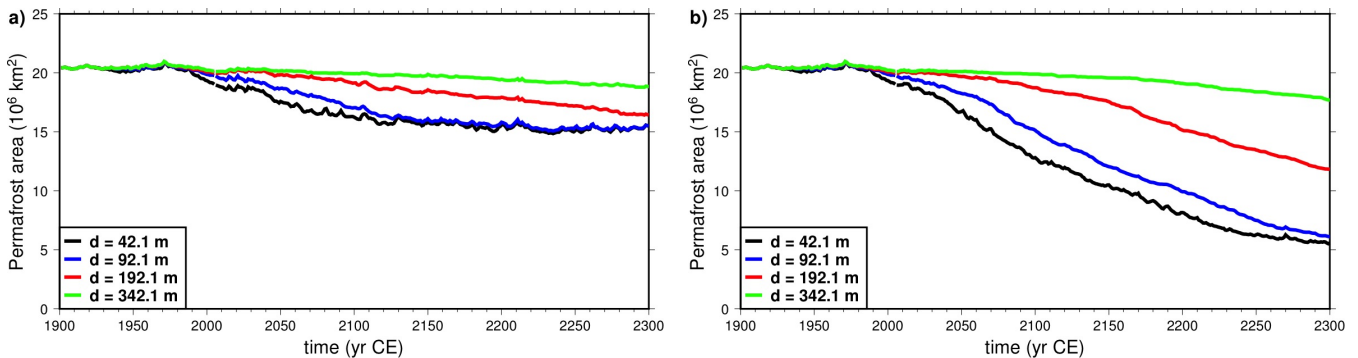 a)
Permafrost area (10⁶ km²)
25
20
15
10
5
0
d = 42.1 m
d = 92.1 m
d = 192.1 m
d = 342.1 m
1900 1950 2000 2050 2100 2150 2200 2250 2300
time (yr CE)
b)
Permafrost area (10⁶ km²)
25
20
15
10
5
0
d = 42.1 m
d = 92.1 m
d = 192.1 m
d = 342.1 m
1900 1950 2000 2050 2100 2150 2200 2250 2300
time (yr CE)